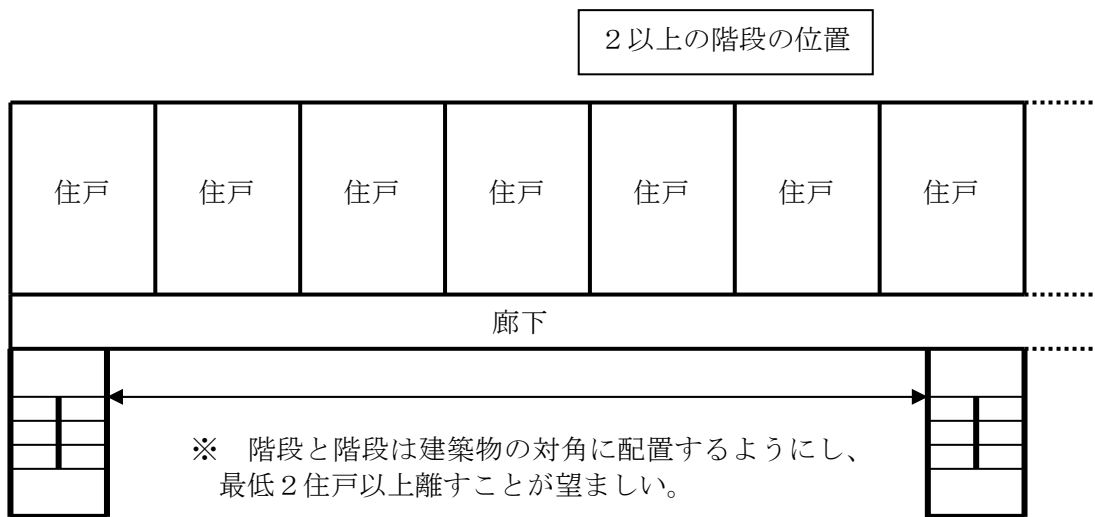 ２以上の階段の位置
住戸
住戸
住戸
住戸
住戸
住戸
住戸
廊下
※　階段と階段は建築物の対角に配置するようにし、
最低２住戸以上離すことが望ましい。